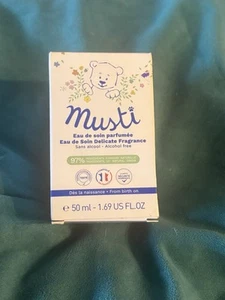 Musti
Eau de soin parfumée
Eau de Soin Delicate Fragrance
Sans alcool - Alcohol free
97%
Dès la naissance - From birth on
℮ 50 ml - 1.69 US FL.OZ